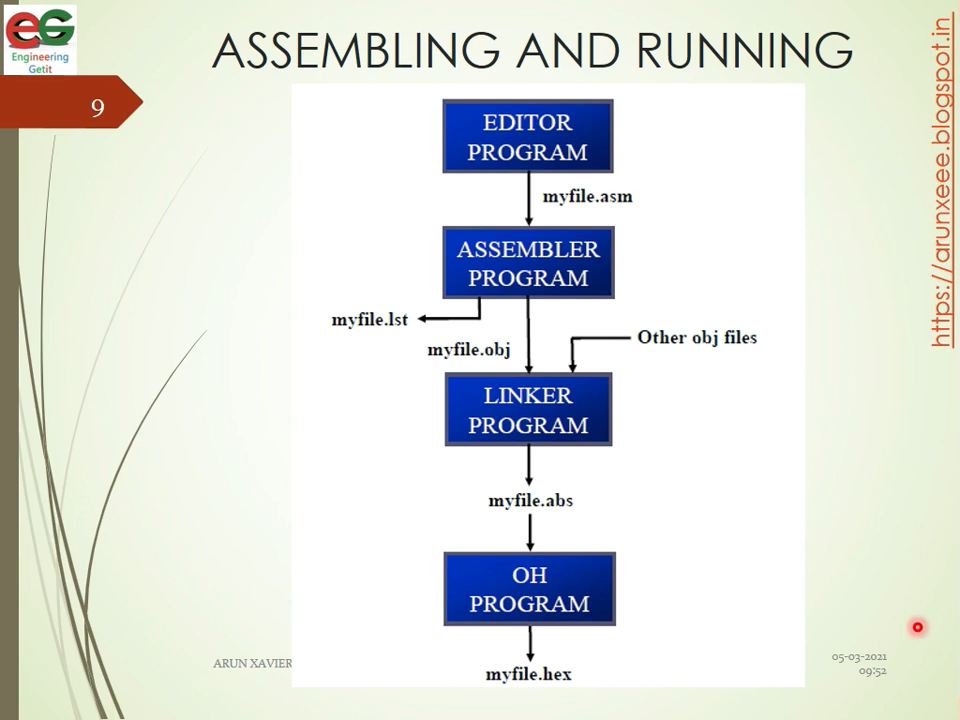 eG
Engineering
Getit
ASSEMBLING AND RUNNING
9
https://arunxeee.blogspot.in
EDITOR
PROGRAM
myfile.asm
ASSEMBLER
PROGRAM
myfile.lst
myfile.obj
Other obj files
LINKER
PROGRAM
myfile.abs
OH
PROGRAM
myfile.hex
ARUN XAVIER
05-03-2021
09:52